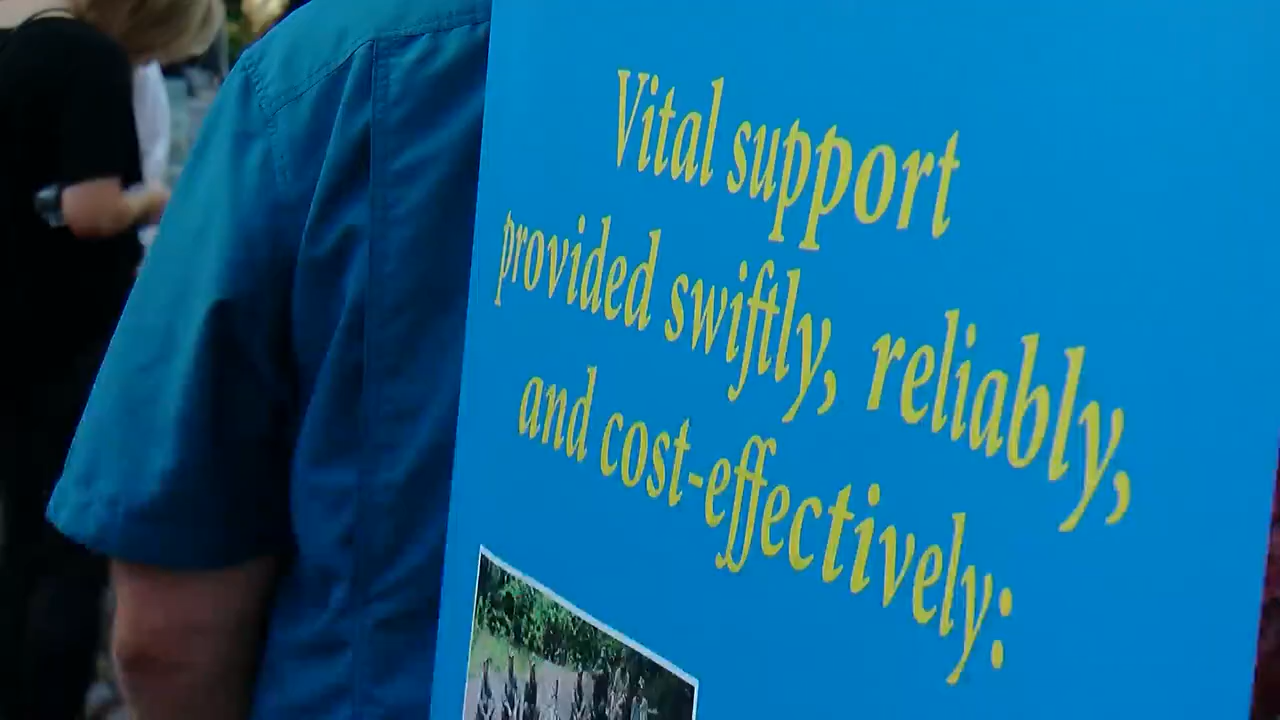 Vital support
provided swiftly, reliably,
and cost-effectively: